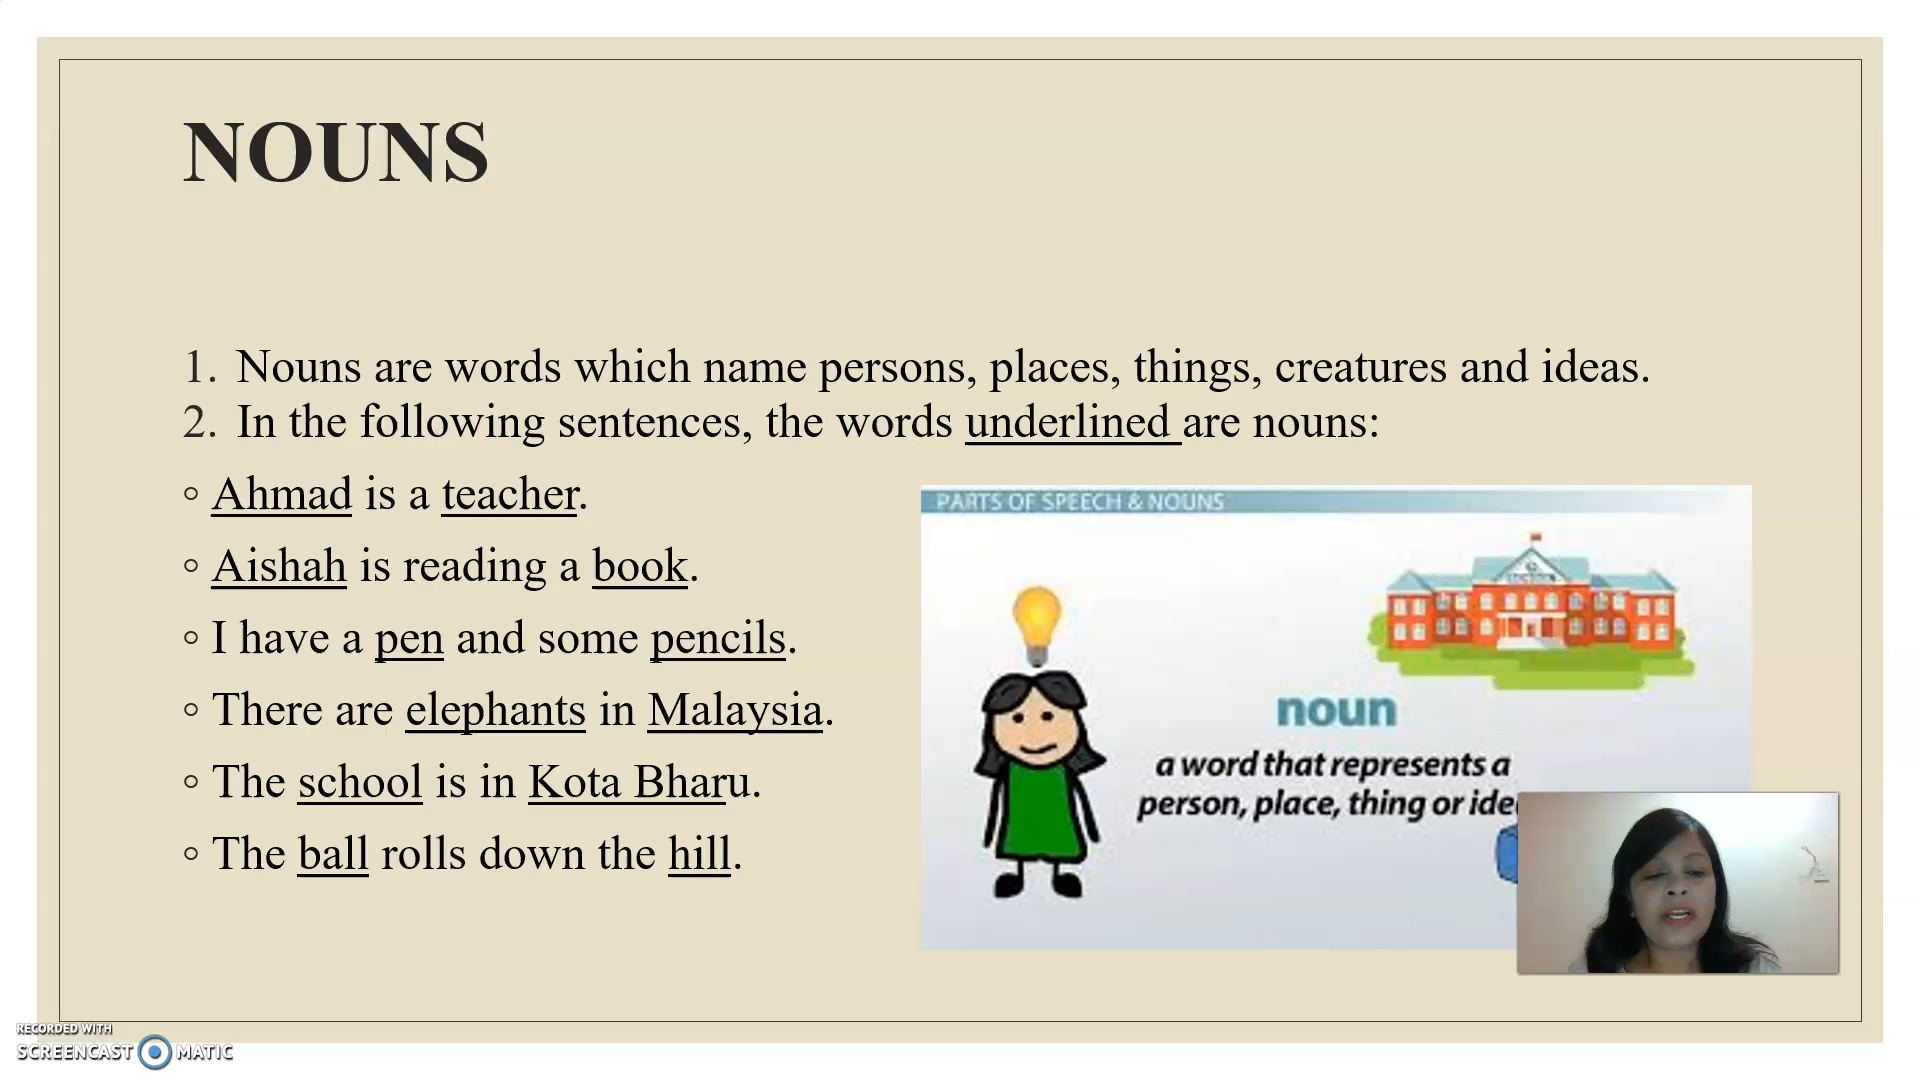 NOUNS
1. Nouns are words which name persons, places, things, creatures and ideas.
2. In the following sentences, the words underlined are nouns:
Ahmad is a teacher.
Aishah is reading a book.
I have a pen and some pencils.
There are elephants in Malaysia.
The school is in Kota Bharu.
The ball rolls down the hill.
PARTS OF SPEECH & NOUNS
noun
a word that represents a
person, place, thing or ide
RECORDED WITH
SCREENCAST MATIC